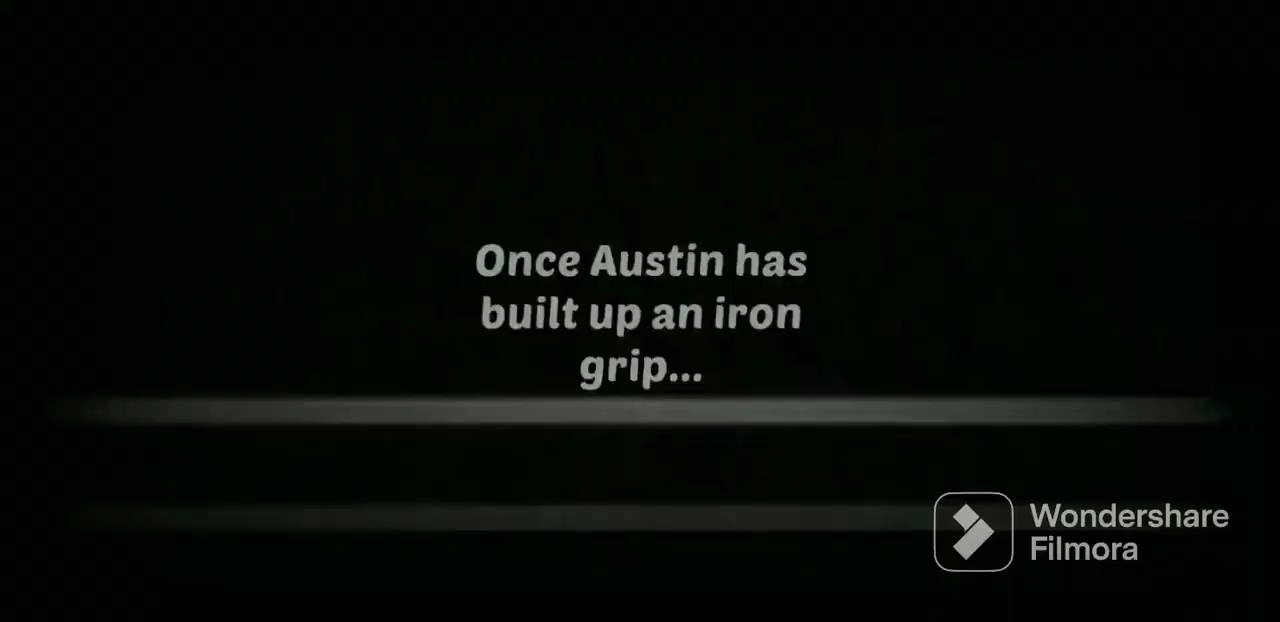 Once Austin has
built up an iron
grip...
Wondershare
Filmora